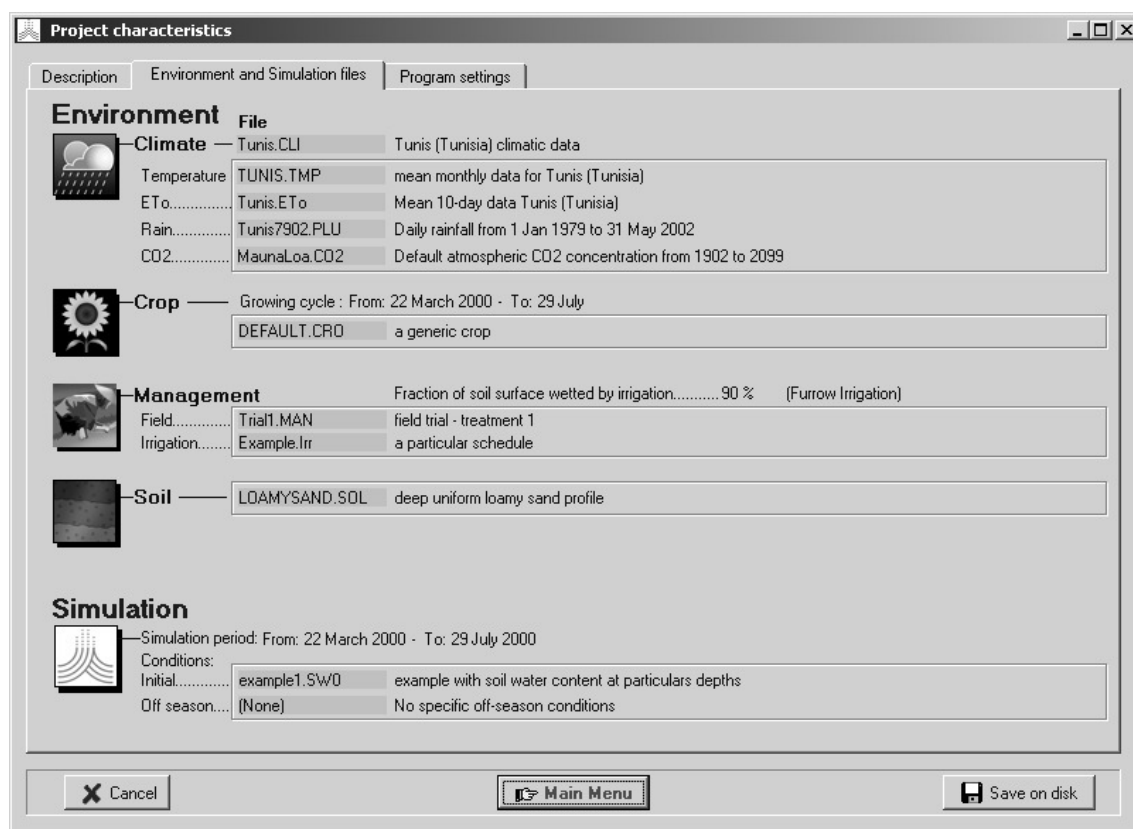 Project characteristics
Description Environment and Simulation files Program settings
Environment File
Climate Tunis.CLI Tunis (Tunisia) climatic data
Temperature TUNIS.TMP mean monthly data for Tunis (Tunisia)
ETo.............. Tunis.ETo Mean 10-day data Tunis (Tunisia)
Rain............. Tunis7902.PLU Daily rainfall from 1 Jan 1979 to 31 May 2002
CO2............. MaunaLoa.CO2 Default atmospheric CO2 concentration from 1902 to 2099
Crop Growing cycle : From: 22 March 2000 - To: 29 July
DEFAULT.CRO a generic crop
Management Fraction of soil surface wetted by irrigation........... 90 % (Furrow Irrigation)
Field............. Trial1.MAN field trial - treatment 1
Irrigation........ Example.Irr a particular schedule
Soil LOAMYSAND.SOL deep uniform loamy sand profile
Simulation
Simulation period: From: 22 March 2000 - To: 29 July 2000
Conditions:
Initial............ example1.SW0 example with soil water content at particulars depths
Off season.... (None) No specific off-season conditions
Cancel Main Menu Save on disk